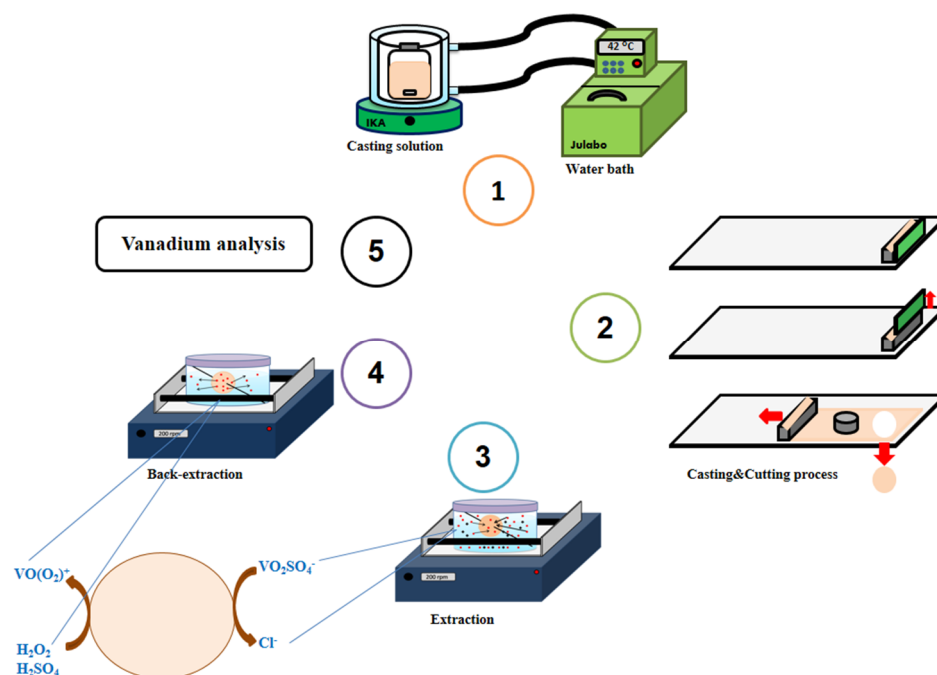 42 °C
IKA
Casting solution
Julabo
Water bath
1
Vanadium analysis
5
2
4
200 rpm
Back-extraction
3
Casting&Cutting process
200 rpm
Extraction
VO(O₂)⁺
VO₂SO₄⁻
H₂O₂
H₂SO₄
Cl⁻